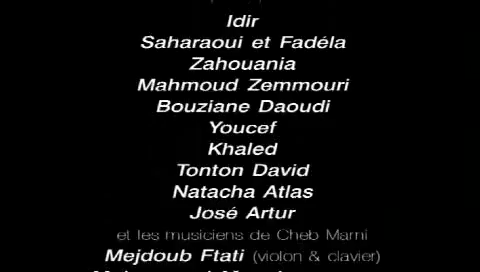 Idir
Saharaoui et Fadéla
Zahouania
Mahmoud Zemmouri
Bouziane Daoudi
Youcef
Khaled
Tonton David
Natacha Atlas
José Artur
et les musiciens de Cheb Mami
Mejdoub Ftati (violon & clavier)